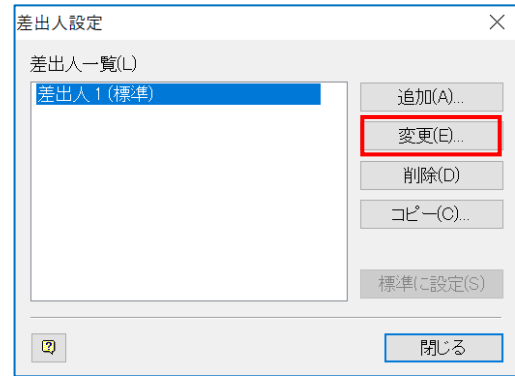 差出人設定
差出人一覧(L)
差出人 1 (標準)
追加(A)...
変更(E)...
削除(D)
コピー(C)...
標準に設定(S)
閉じる